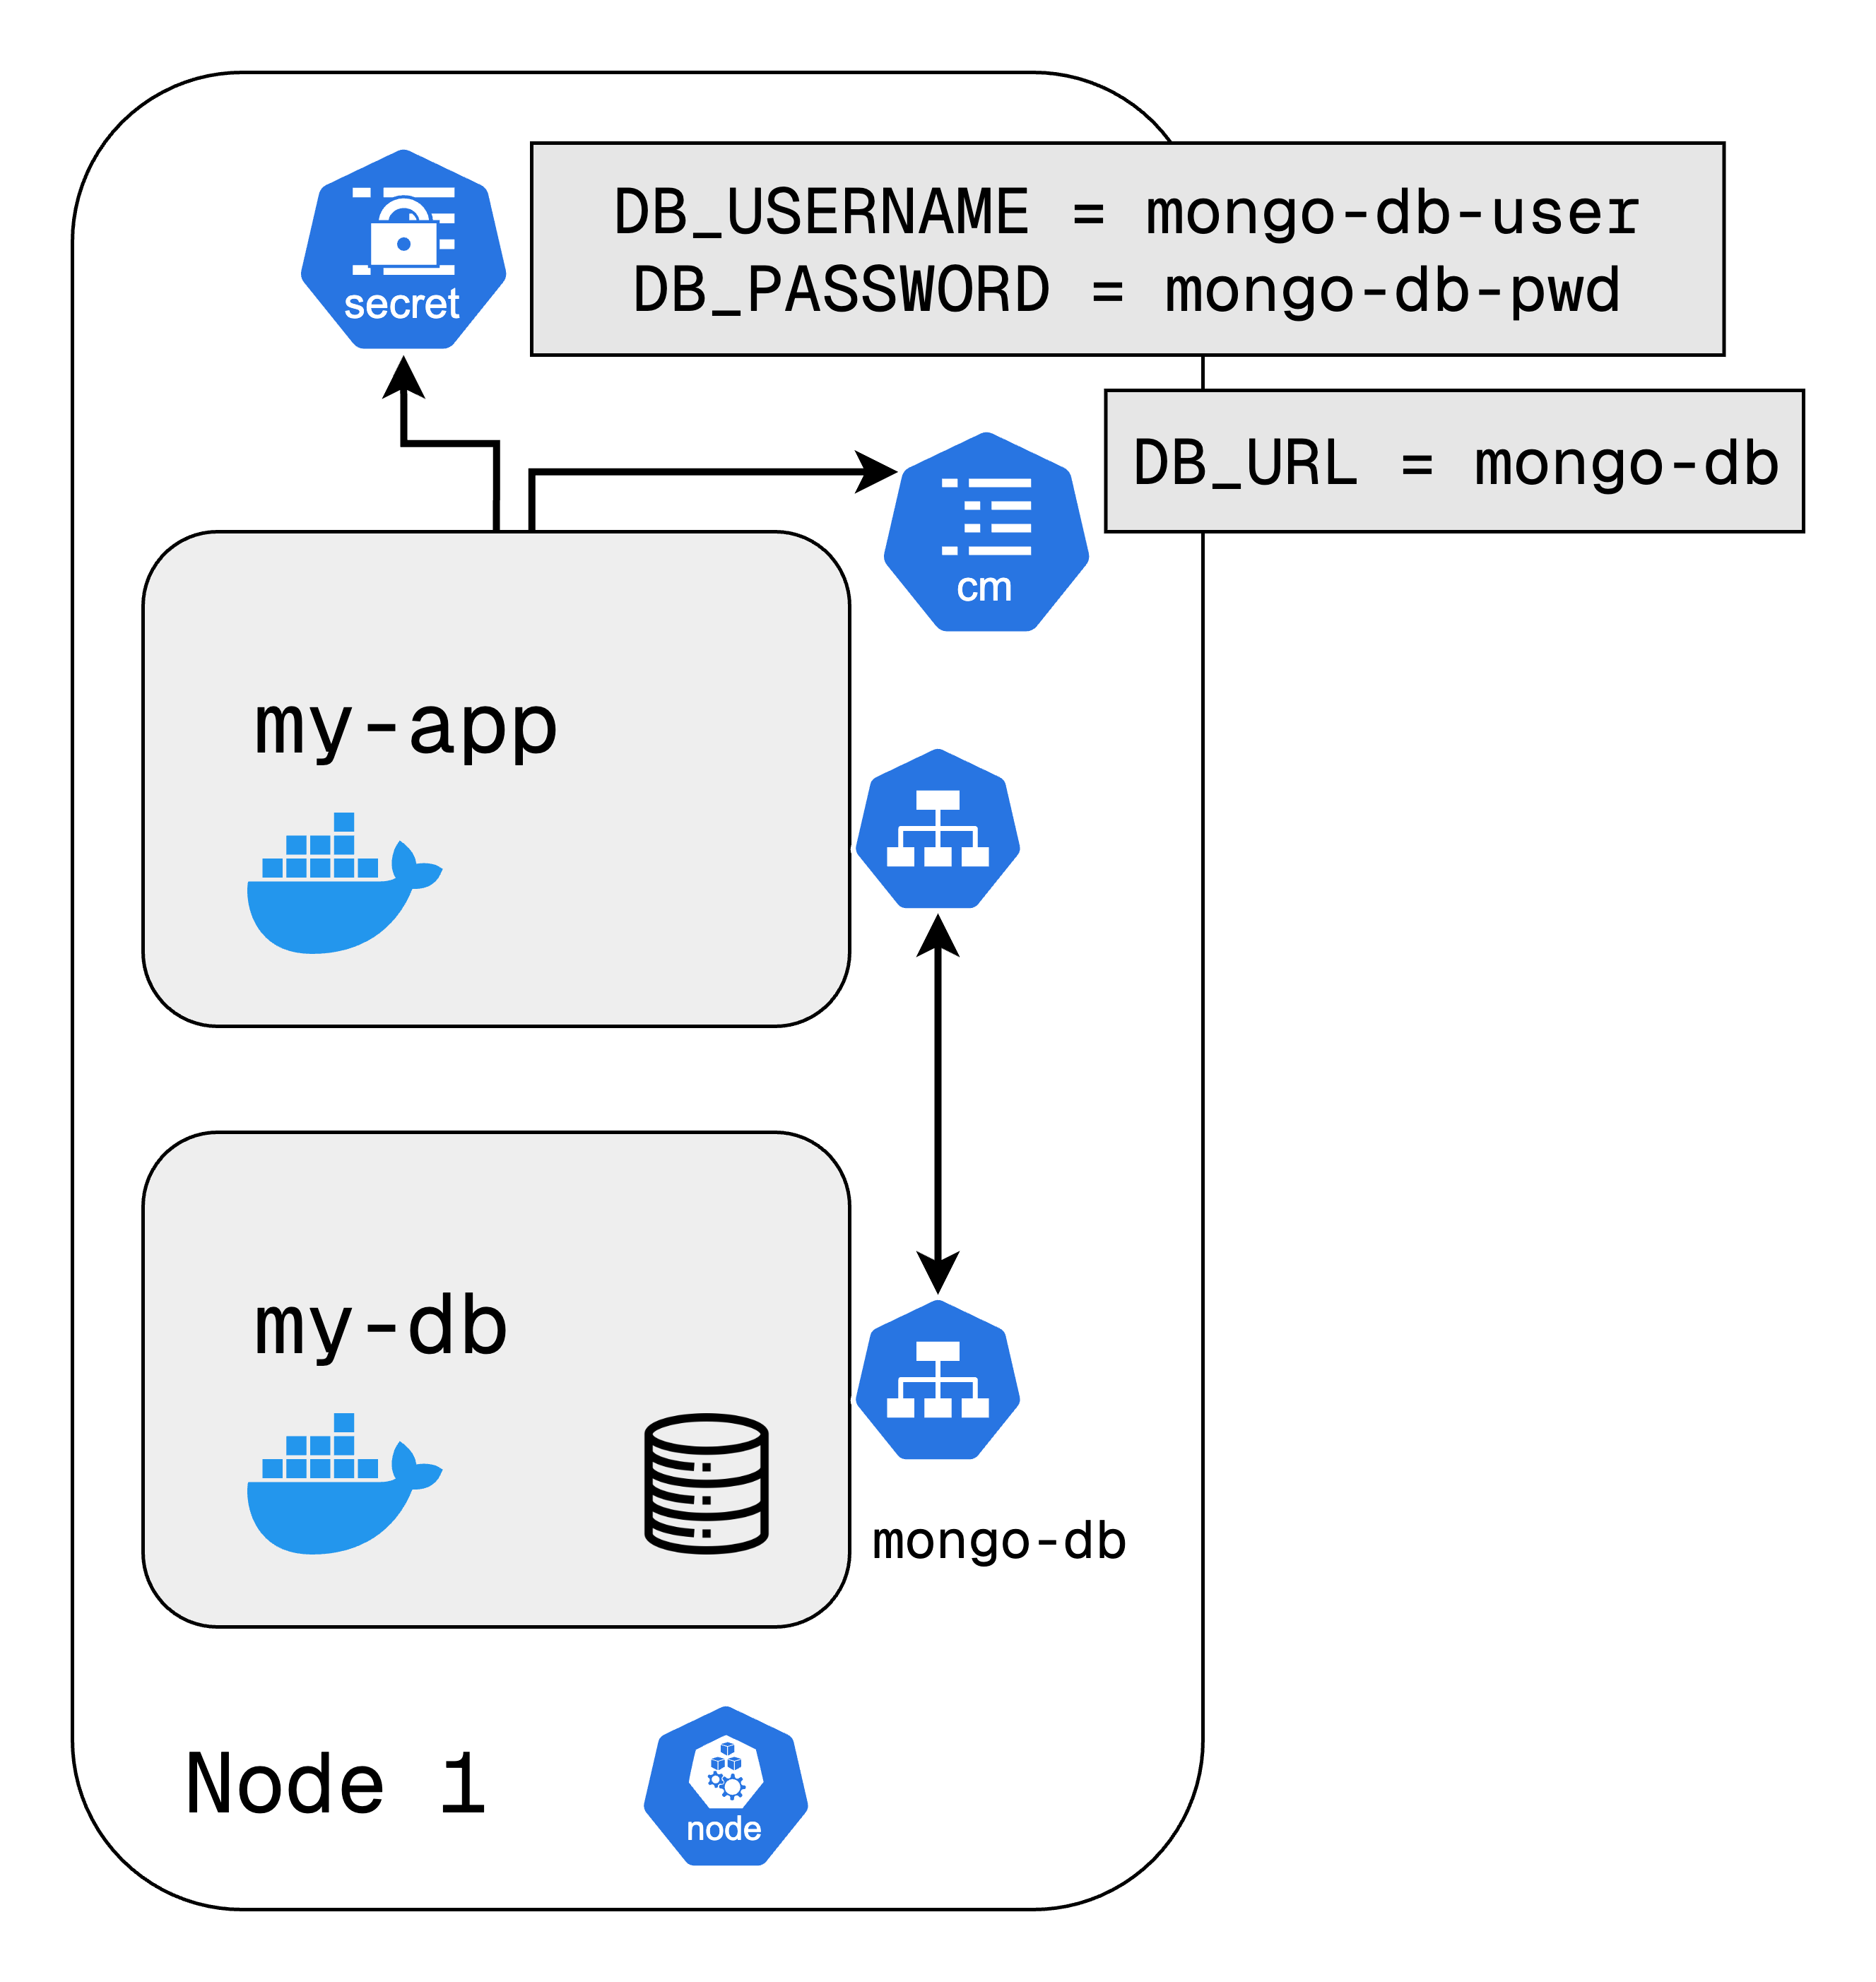 secret
DB_USERNAME = mongo-db-user
DB_PASSWORD = mongo-db-pwd
DB_URL = mongo-db
cm
my-app
my-db
mongo-db
Node 1
node